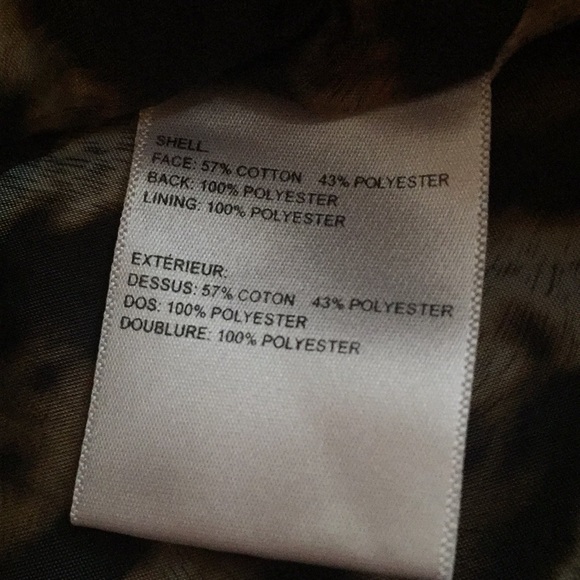 SHELL:
FACE: 57% COTTON 43% POLYESTER
BACK: 100% POLYESTER
LINING: 100% POLYESTER
EXTÉRIEUR:
DESSUS: 57% COTON 43% POLYESTER
DOS: 100% POLYESTER
DOUBLURE: 100% POLYESTER